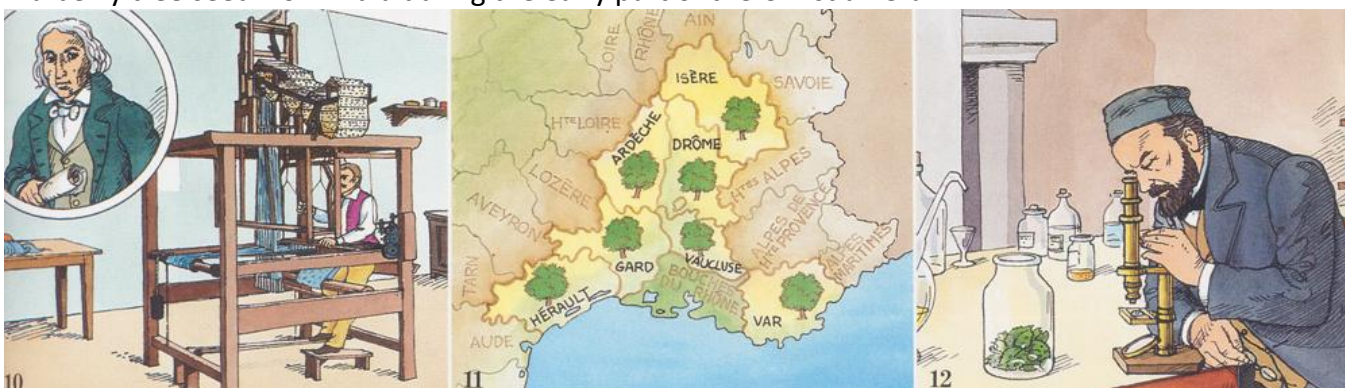 10
11
LOIRE
RHÔNE
AIN
ISÈRE
SAVOIE
HTE LOIRE
ARDÈCHE
DRÔME
LOZÈRE
HTES ALPES
AVEYRON
ALPES DE
HTE PROVENCE
ALPES
MARITIMES
TARN
GARD
VAUCLUSE
BOUCHES
DU RHÔNE
HÉRAULT
VAR
AUDE
12